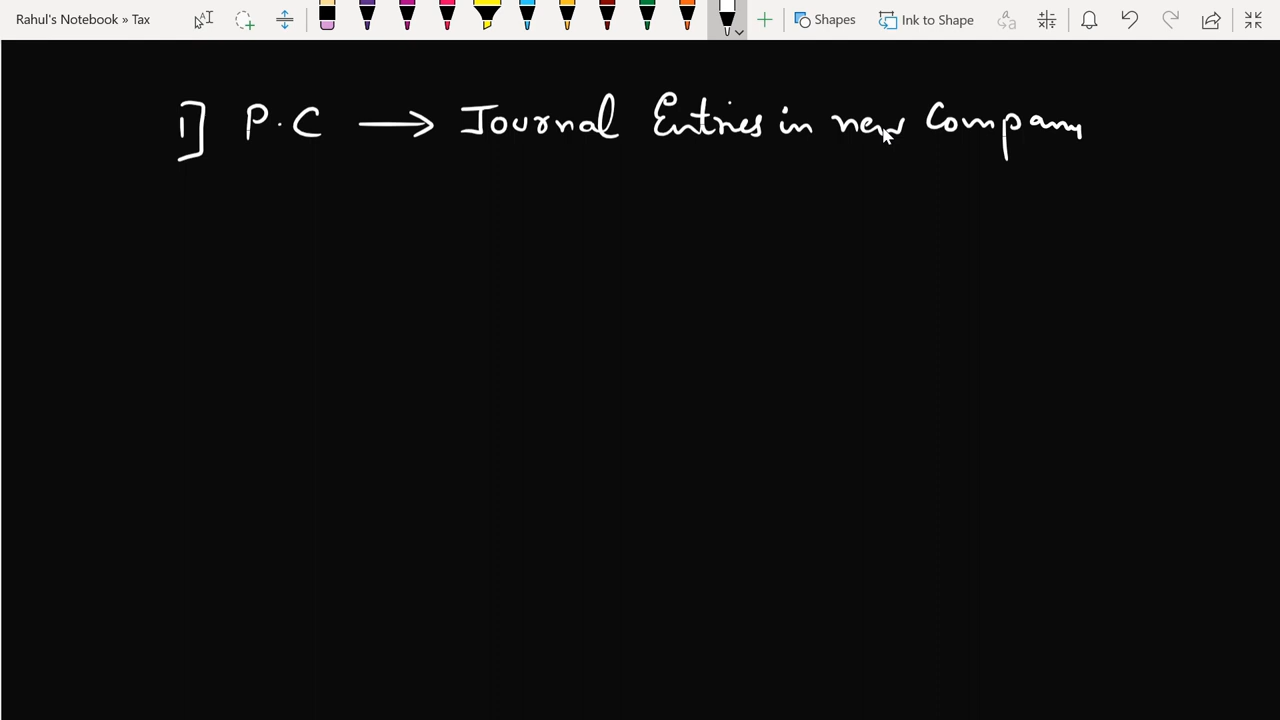 Rahul's Notebook » Tax Shapes Ink to Shape
1] P.C → Journal Entries in new Company